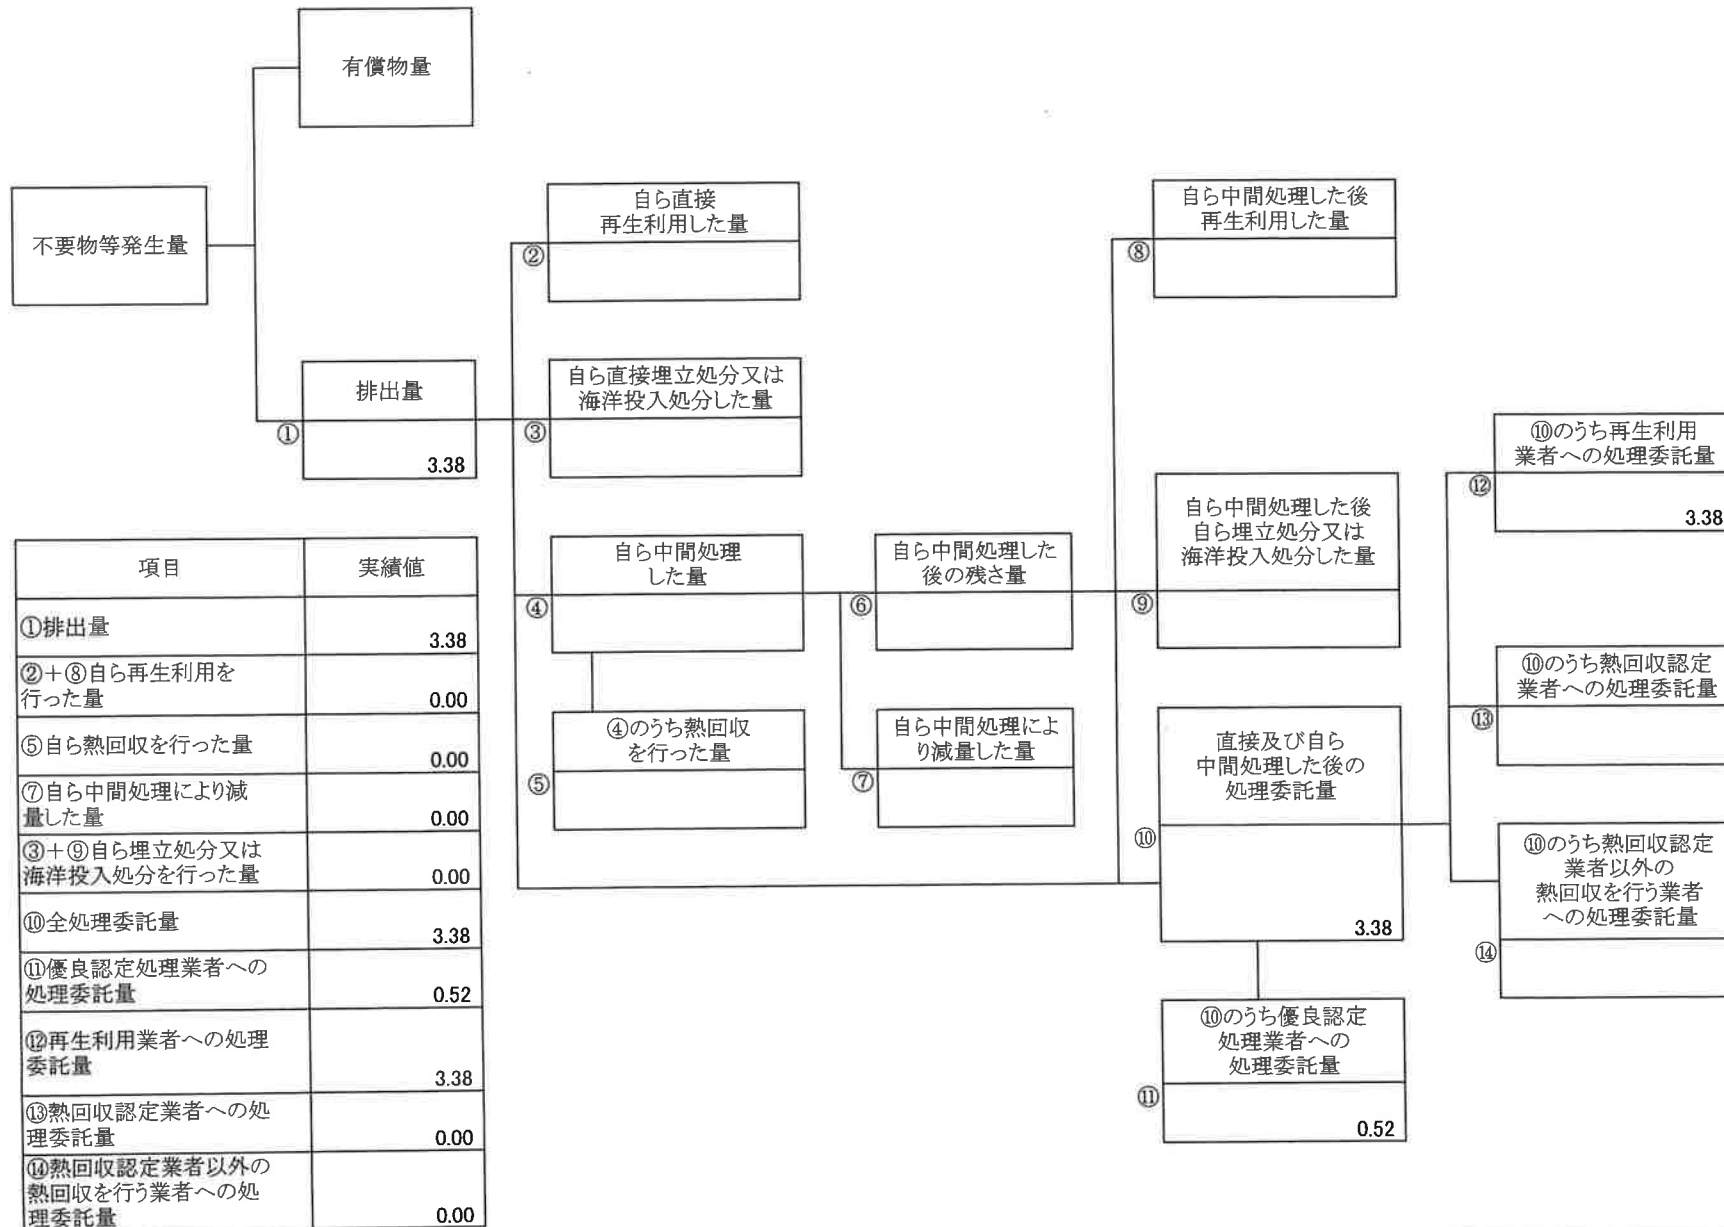 有償物量
不要物等発生量
排出量
①
3.38
自ら直接
再生利用した量
②
自ら直接埋立処分又は
海洋投入処分した量
③
自ら中間処理
した量
④
④のうち熱回収
を行った量
⑤
自ら中間処理した
後の残さ量
⑥
自ら中間処理によ
り減量した量
⑦
自ら中間処理した後
再生利用した量
⑧
自ら中間処理した後
自ら埋立処分又は
海洋投入処分した量
⑨
直接及び自ら
中間処理した後の
処理委託量
⑩
3.38
⑩のうち優良認定
処理業者への
処理委託量
⑪
0.52
⑩のうち再生利用
業者への処理委託量
⑫
3.38
⑩のうち熱回収認定
業者への処理委託量
⑬
⑩のうち熱回収認定
業者以外の
熱回収を行う業者
への処理委託量
⑭
項目 実績値
①排出量
3.38
②+⑧自ら再生利用を
行った量
0.00
⑤自ら熱回収を行った量
0.00
⑦自ら中間処理により減
量した量
0.00
③+⑨自ら埋立処分又は
海洋投入処分を行った量
0.00
⑩全処理委託量
3.38
⑪優良認定処理業者への
処理委託量
0.52
⑫再生利用業者への処理
委託量
3.38
⑬熱回収認定業者への処
理委託量
0.00
⑭熱回収認定業者以外の
熱回収を行う業者への処
理委託量
0.00